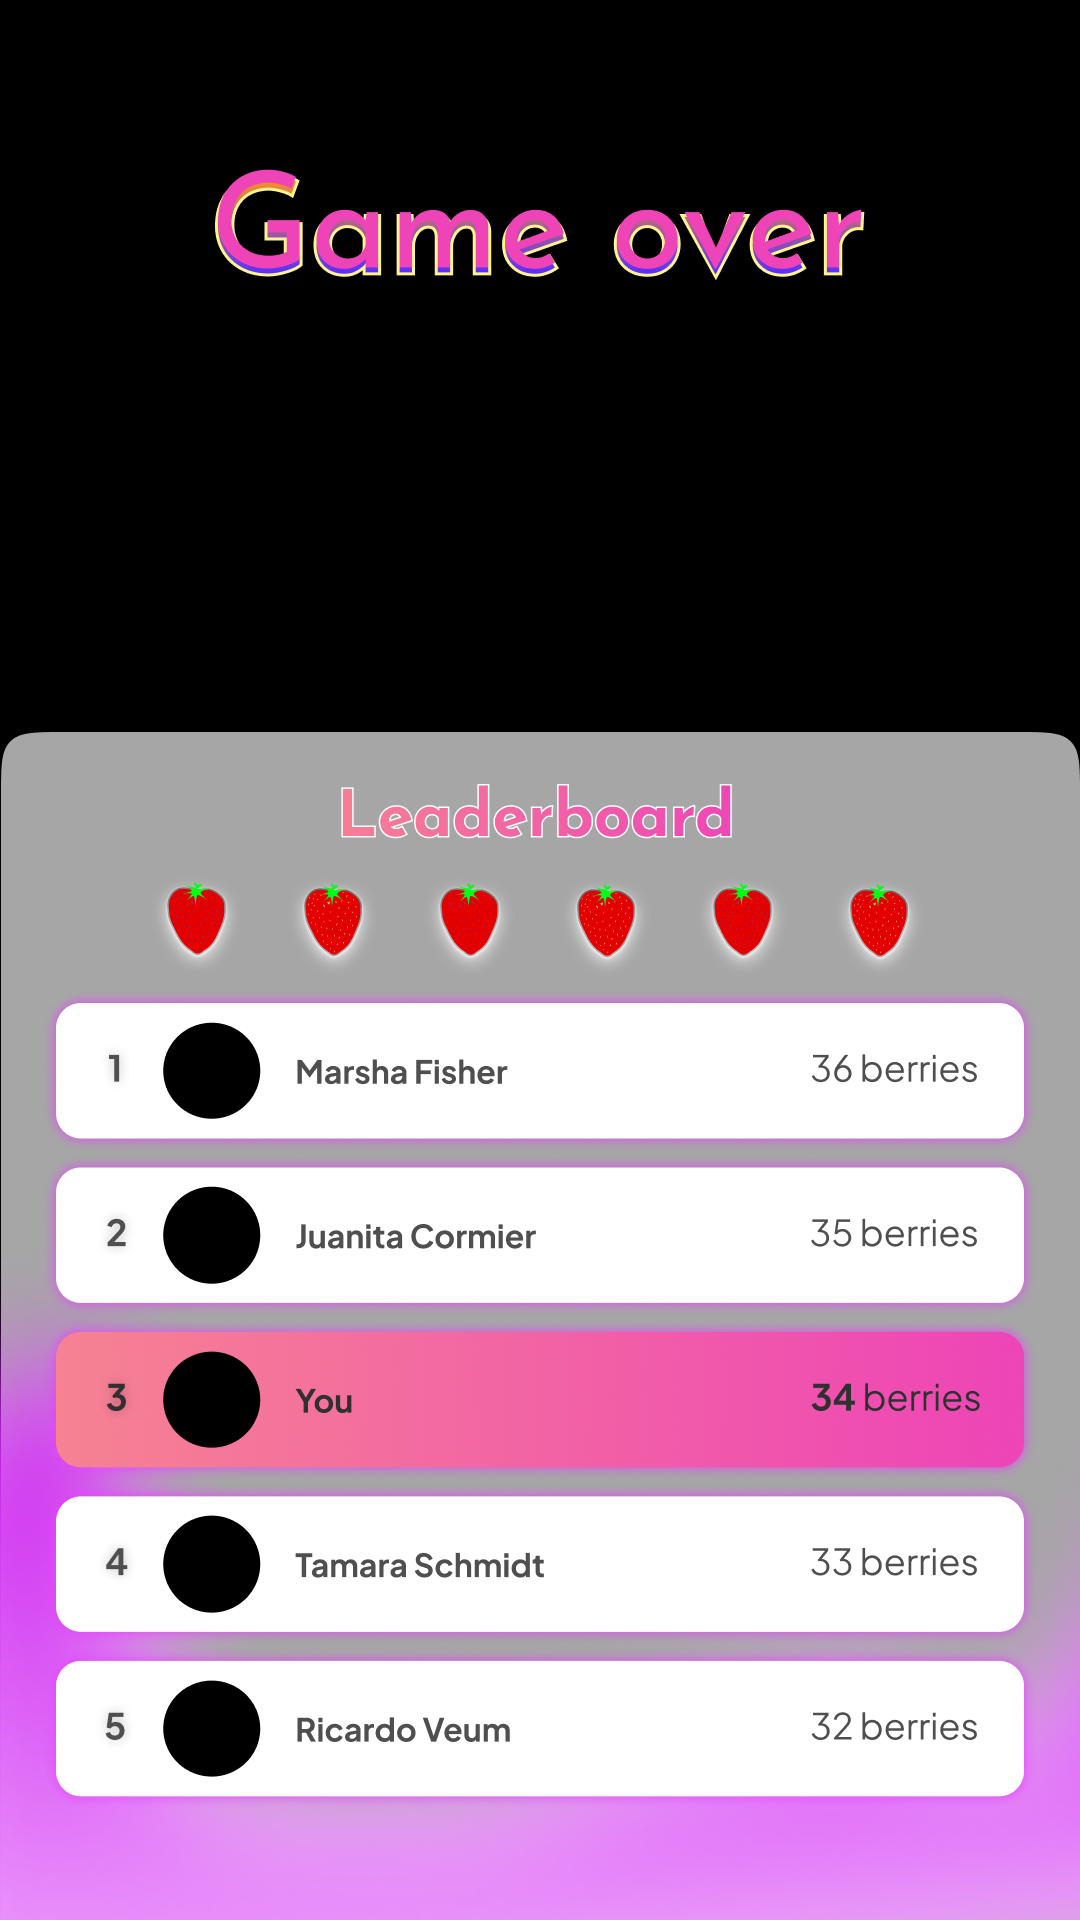 Game over
Leaderboard
1 Marsha Fisher 36 berries
2 Juanita Cormier 35 berries
3 You 34 berries
4 Tamara Schmidt 33 berries
5 Ricardo Veum 32 berries